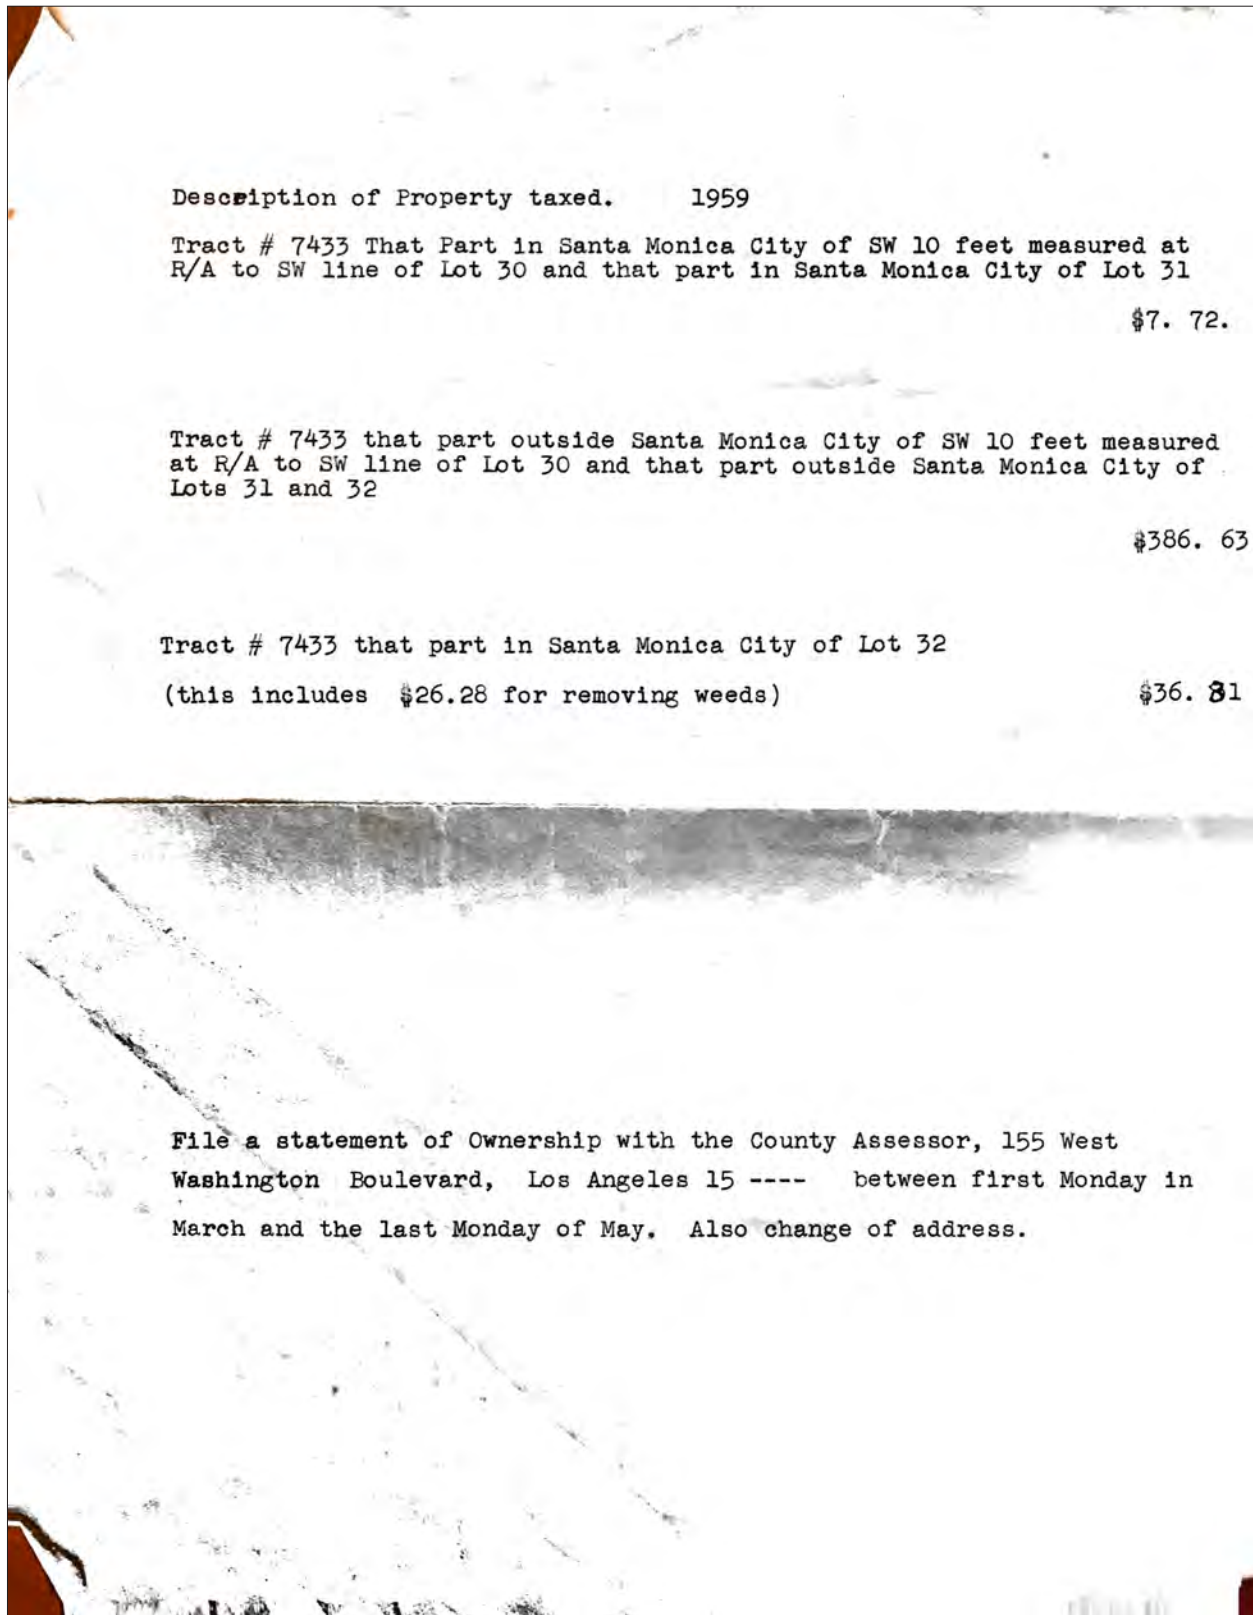 Description of Property taxed. 1959
Tract # 7433 That Part in Santa Monica City of SW 10 feet measured at
R/A to SW line of Lot 30 and that part in Santa Monica City of Lot 31
$7. 72.
Tract # 7433 that part outside Santa Monica City of SW 10 feet measured
at R/A to SW line of Lot 30 and that part outside Santa Monica City of
Lots 31 and 32
$386. 63
Tract # 7433 that part in Santa Monica City of Lot 32
(this includes $26.28 for removing weeds) $36. 81
File a statement of Ownership with the County Assessor, 155 West
Washington Boulevard, Los Angeles 15 ---- between first Monday in
March and the last Monday of May. Also change of address.